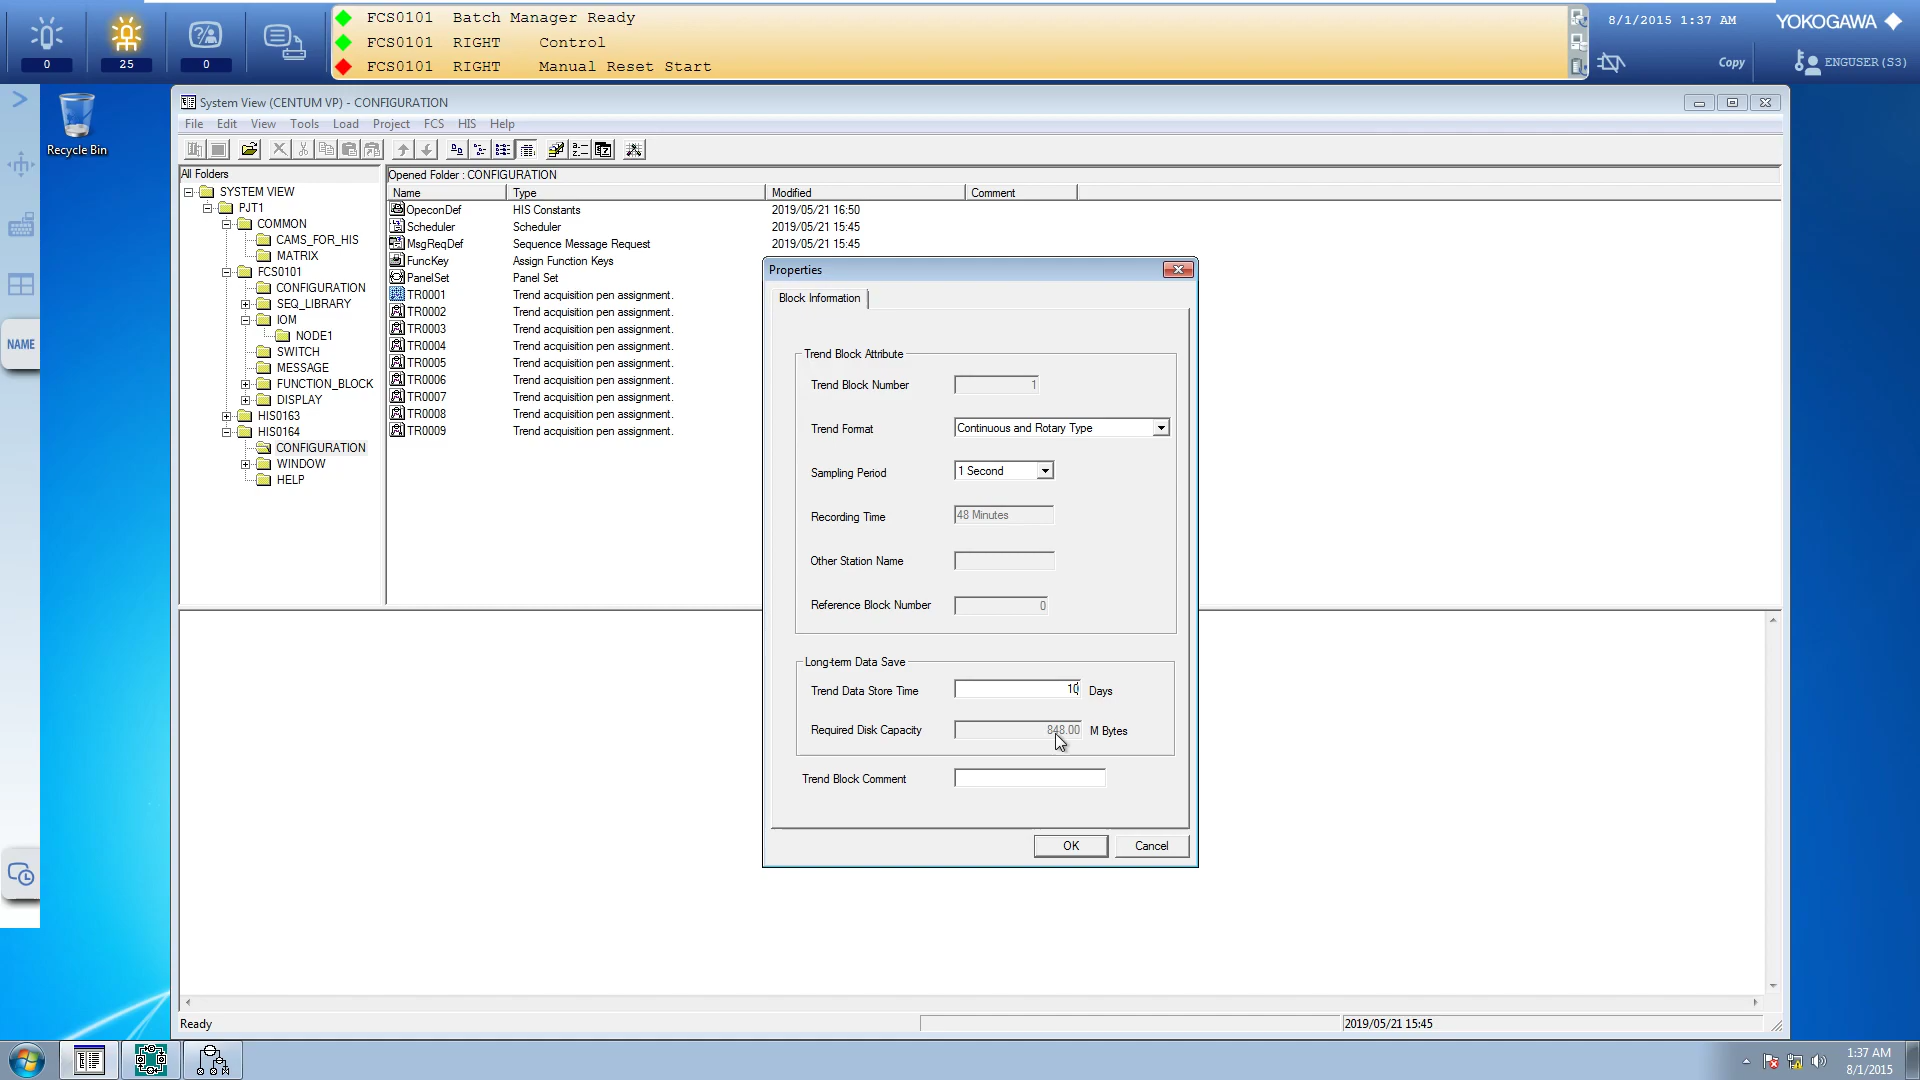 FCS0101 Batch Manager Ready
FCS0101 RIGHT Control
FCS0101 RIGHT Manual Reset Start
0
25
0
8/1/2015 1:37 AM
YOKOGAWA
Copy
ENGUSER (S3)
Recycle Bin
NAME
System View (CENTUM VP) - CONFIGURATION
File Edit View Tools Load Project FCS HIS Help
All Folders
SYSTEM VIEW
PJT1
COMMON
CAMS_FOR_HIS
MATRIX
FCS0101
CONFIGURATION
SEQ_LIBRARY
IOM
NODE1
SWITCH
MESSAGE
FUNCTION_BLOCK
DISPLAY
HIS0163
HIS0164
CONFIGURATION
WINDOW
HELP
Opened Folder : CONFIGURATION
Name Type Modified Comment
OpeconDef HIS Constants 2019/05/21 16:50
Scheduler Scheduler 2019/05/21 15:45
MsgReqDef Sequence Message Request 2019/05/21 15:45
FuncKey Assign Function Keys
PanelSet Panel Set
TR0001 Trend acquisition pen assignment.
TR0002 Trend acquisition pen assignment.
TR0003 Trend acquisition pen assignment.
TR0004 Trend acquisition pen assignment.
TR0005 Trend acquisition pen assignment.
TR0006 Trend acquisition pen assignment.
TR0007 Trend acquisition pen assignment.
TR0008 Trend acquisition pen assignment.
TR0009 Trend acquisition pen assignment.
Properties
Block Information
Trend Block Attribute
Trend Block Number 1
Trend Format Continuous and Rotary Type
Sampling Period 1 Second
Recording Time 48 Minutes
Other Station Name
Reference Block Number 0
Long-term Data Save
Trend Data Store Time 10 Days
Required Disk Capacity 848.00 M Bytes
Trend Block Comment
OK Cancel
Ready
2019/05/21 15:45
1:37 AM
8/1/2015